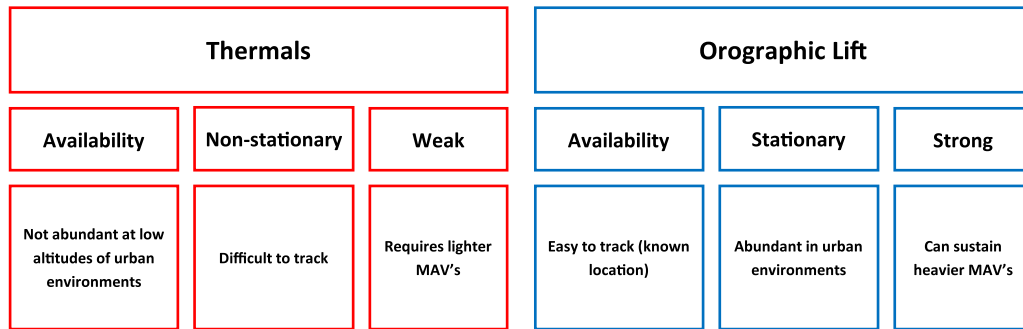 Thermals
Orographic Lift
Availability
Non-stationary
Weak
Availability
Stationary
Strong
Not abundant at low
altitudes of urban
environments
Difficult to track
Requires lighter
MAV's
Easy to track (known
location)
Abundant in urban
environments
Can sustain
heavier MAV's